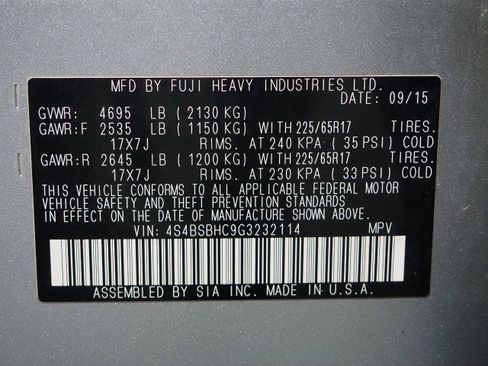 MFD BY FUJI HEAVY INDUSTRIES LTD.
DATE: 09/15
GVWR: 4695 LB ( 2130 KG)
GAWR:F 2535 LB ( 1150 KG) WITH 225/65R17 TIRES.
17X7J RIMS. AT 240 KPA ( 35 PSI) COLD
GAWR:R 2645 LB ( 1200 KG) WITH 225/65R17 TIRES.
17X7J RIMS. AT 230 KPA ( 33 PSI) COLD
THIS VEHICLE CONFORMS TO ALL APPLICABLE FEDERAL MOTOR
VEHICLE SAFETY AND THEFT PREVENTION STANDARDS
IN EFFECT ON THE DATE OF MANUFACTURE SHOWN ABOVE.
VIN: 4S4BSBHC9G3232114 MPV
ASSEMBLED BY SIA INC. MADE IN U.S.A.